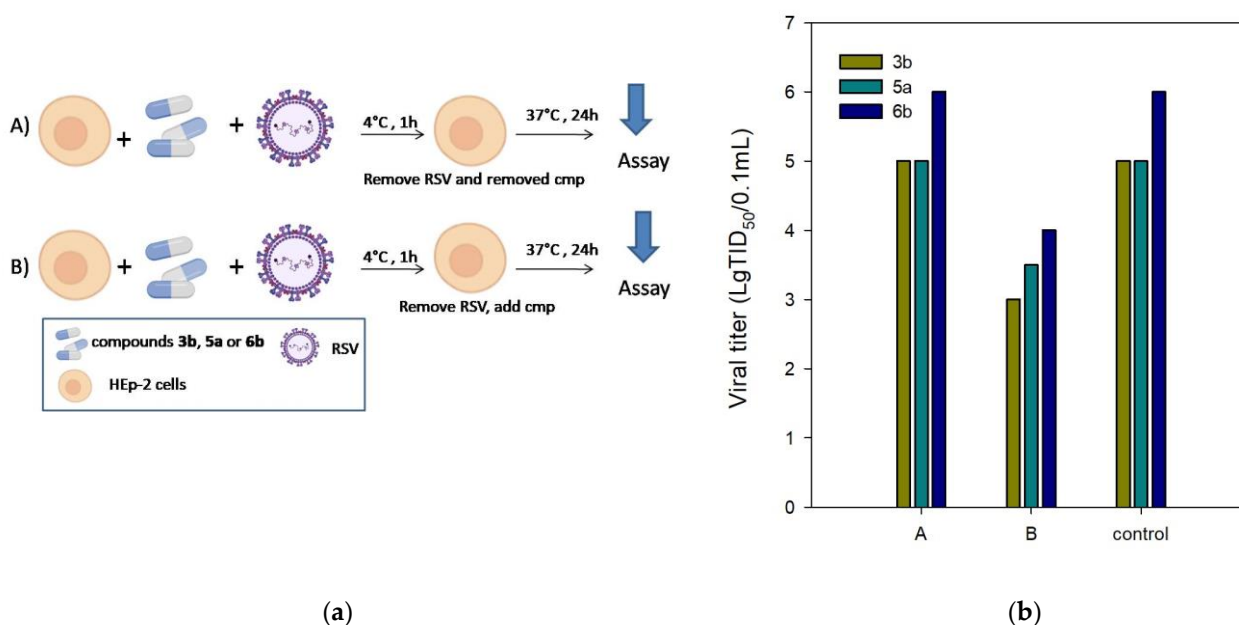 A)
+
+
4°C, 1h
37°C, 24h
Remove RSV and removed cmp
Assay
B)
+
+
4°C, 1h
37°C, 24h
Remove RSV, add cmp
Assay
compounds 3b, 5a or 6b
RSV
HEp-2 cells
(a)
Viral titer (LgTID50/0.1mL)
7
6
5
4
3
2
1
0
3b
5a
6b
A B control
(b)